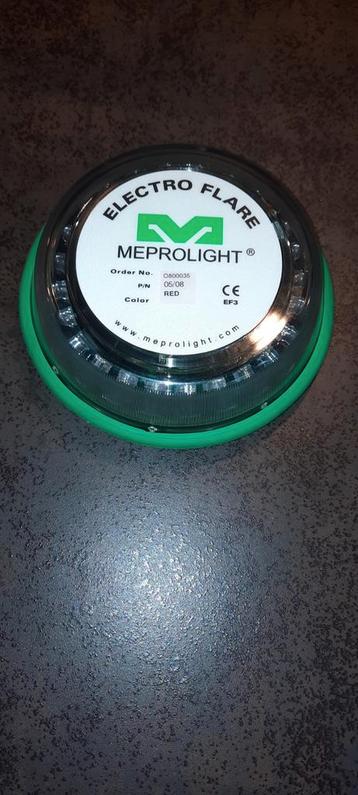 ELECTRO FLARE
MEPROLIGHT ®
Order No. O800035
P/N 05/08
Color RED
CE
EF3
www.meprolight.com